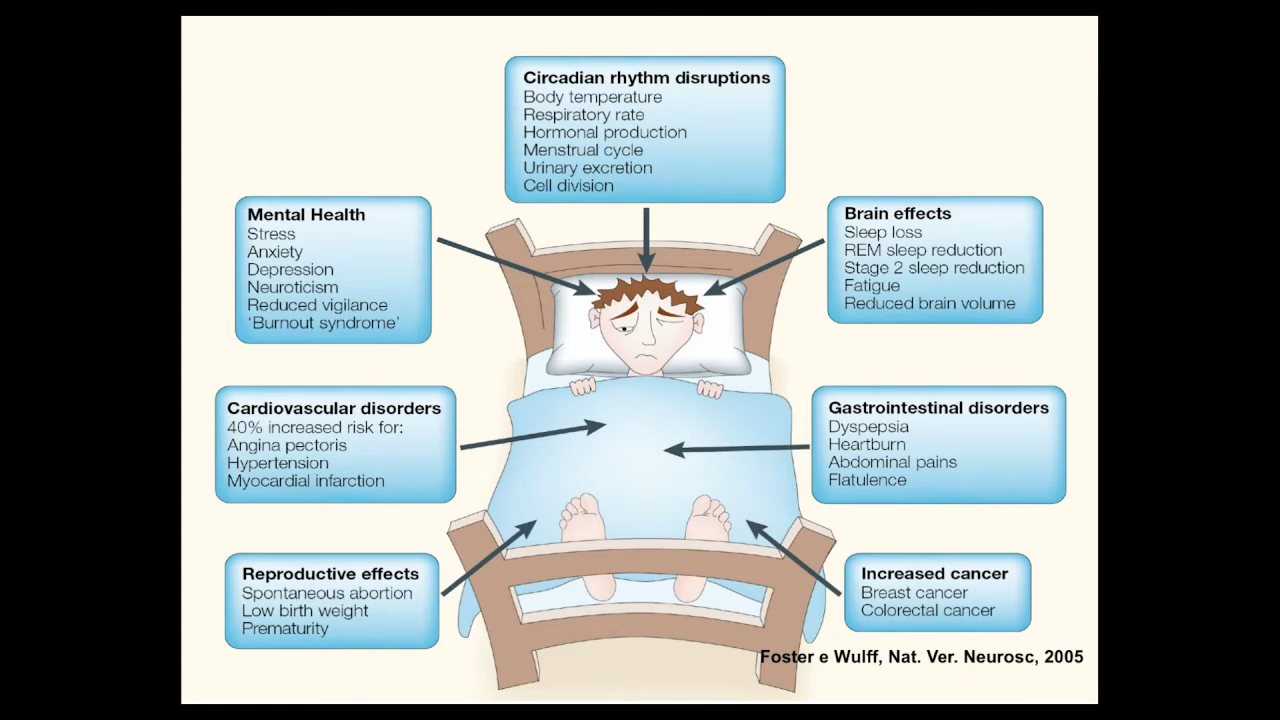 Circadian rhythm disruptions
Body temperature
Respiratory rate
Hormonal production
Menstrual cycle
Urinary excretion
Cell division
Mental Health
Stress
Anxiety
Depression
Neuroticism
Reduced vigilance
‘Burnout syndrome’
Brain effects
Sleep loss
REM sleep reduction
Stage 2 sleep reduction
Fatigue
Reduced brain volume
Cardiovascular disorders
40% increased risk for:
Angina pectoris
Hypertension
Myocardial infarction
Gastrointestinal disorders
Dyspepsia
Heartburn
Abdominal pains
Flatulence
Reproductive effects
Spontaneous abortion
Low birth weight
Prematurity
Increased cancer
Breast cancer
Colorectal cancer
Foster e Wulff, Nat. Ver. Neurosc, 2005